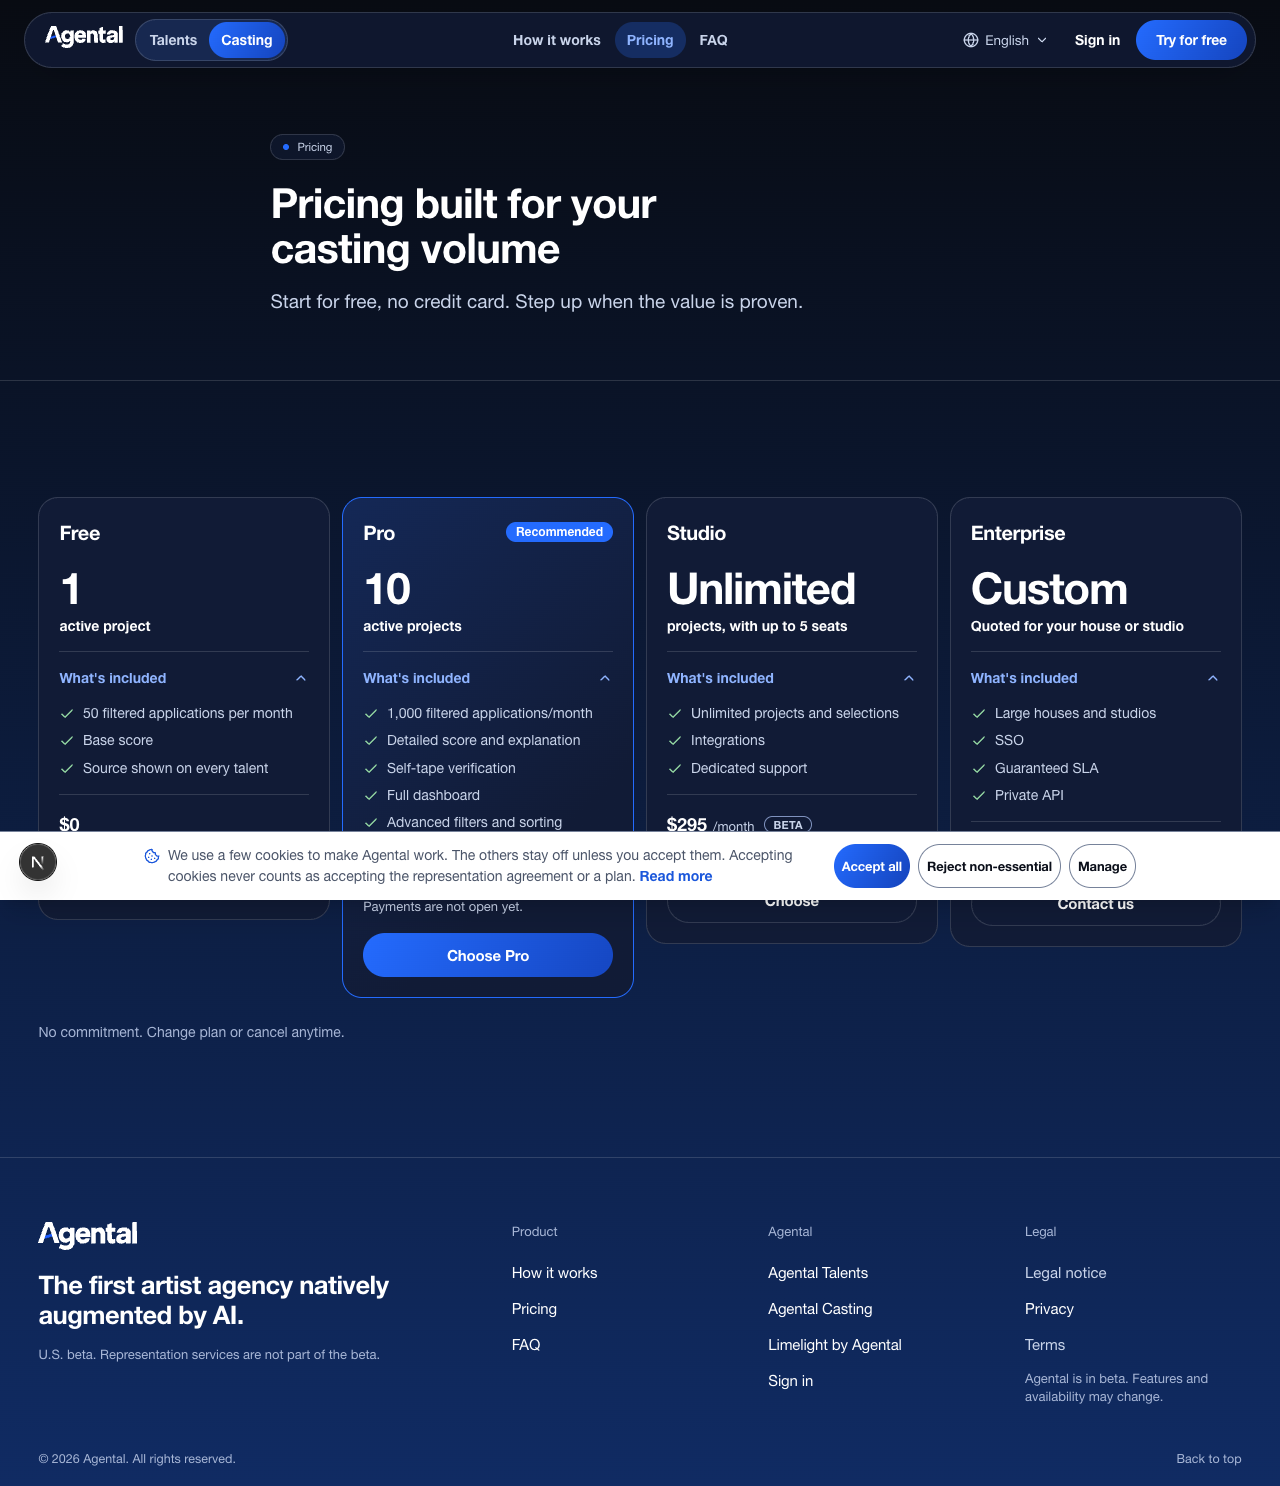 Agental
Talents
Casting
How it works
Pricing
FAQ
English
Sign in
Try for free
Pricing
Pricing built for your
casting volume
Start for free, no credit card. Step up when the value is proven.
Free
1
active project
What's included
50 filtered applications per month
Base score
Source shown on every talent
$0
Pro
Recommended
10
active projects
What's included
1,000 filtered applications/month
Detailed score and explanation
Self-tape verification
Full dashboard
Advanced filters and sorting
Payments are not open yet.
Choose Pro
Studio
Unlimited
projects, with up to 5 seats
What's included
Unlimited projects and selections
Integrations
Dedicated support
$295 /month BETA
Choose
Enterprise
Custom
Quoted for your house or studio
What's included
Large houses and studios
SSO
Guaranteed SLA
Private API
Contact us
N
We use a few cookies to make Agental work. The others stay off unless you accept them. Accepting
cookies never counts as accepting the representation agreement or a plan. Read more
Accept all
Reject non-essential
Manage
No commitment. Change plan or cancel anytime.
Agental
The first artist agency natively
augmented by AI.
U.S. beta. Representation services are not part of the beta.
Product
How it works
Pricing
FAQ
Agental
Agental Talents
Agental Casting
Limelight by Agental
Sign in
Legal
Legal notice
Privacy
Terms
Agental is in beta. Features and
availability may change.
© 2026 Agental. All rights reserved.
Back to top